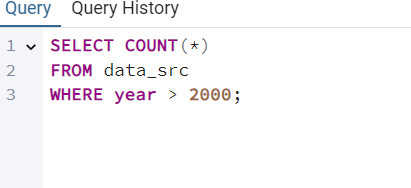 Query Query History
1 SELECT COUNT(*)
2 FROM data_src
3 WHERE year > 2000;